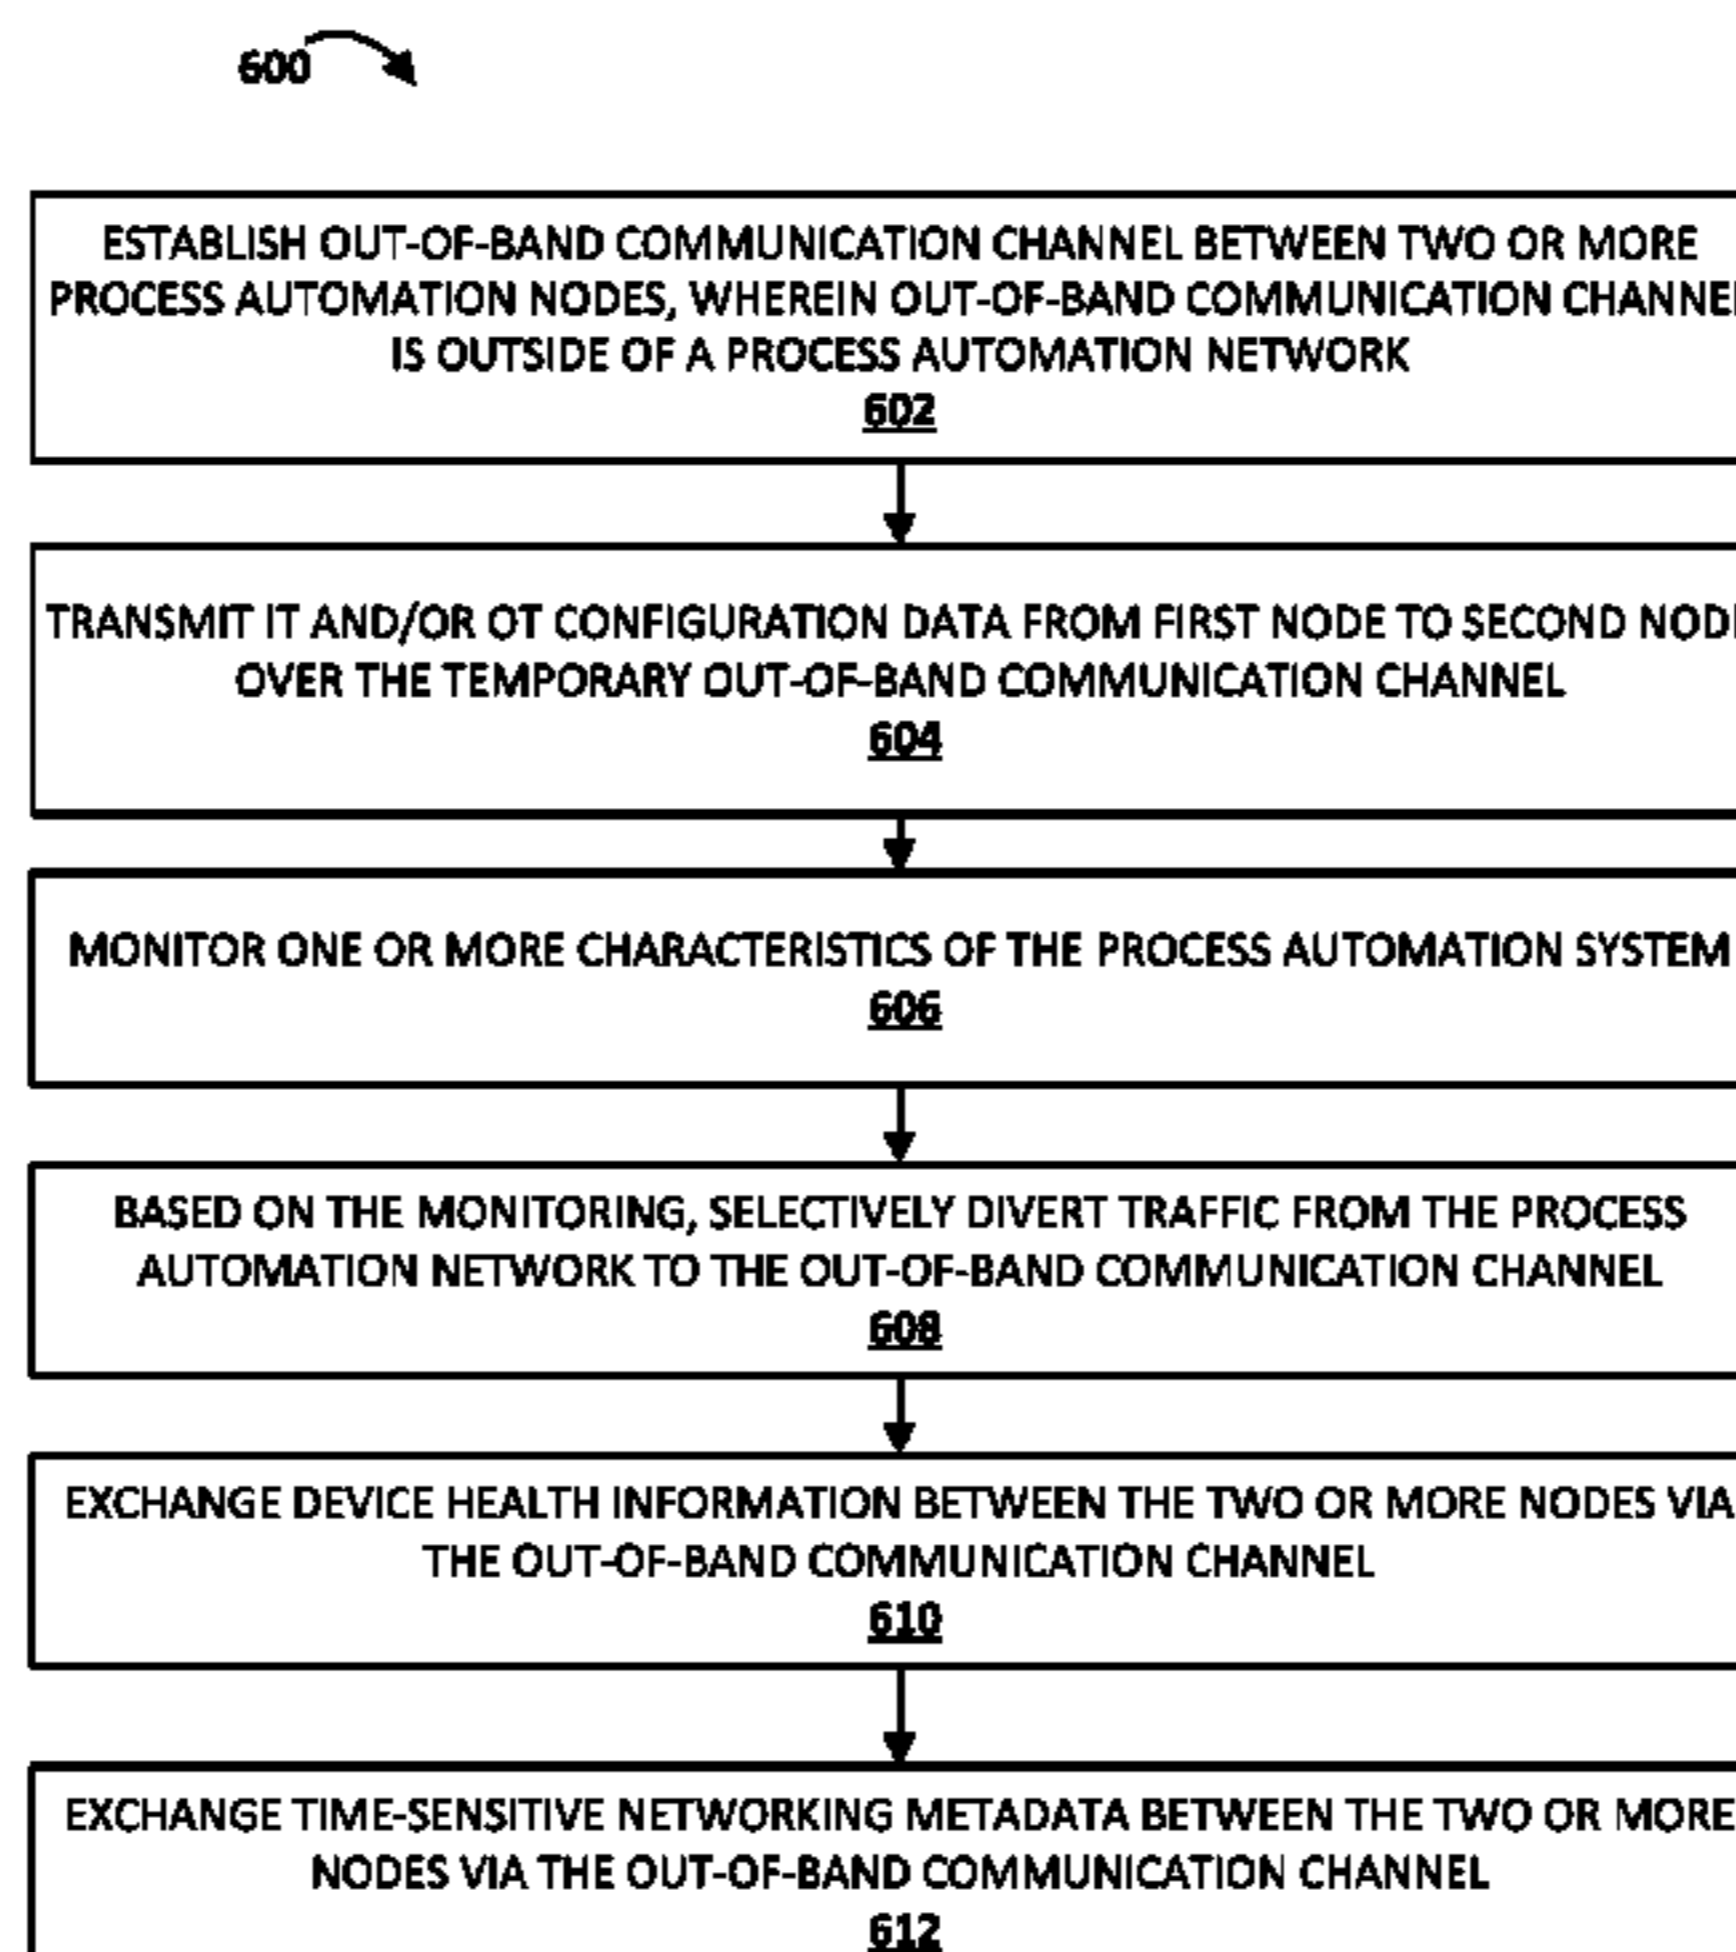 600
ESTABLISH OUT-OF-BAND COMMUNICATION CHANNEL BETWEEN TWO OR MORE
PROCESS AUTOMATION NODES, WHEREIN OUT-OF-BAND COMMUNICATION CHANNEL
IS OUTSIDE OF A PROCESS AUTOMATION NETWORK
602
TRANSMIT IT AND/OR OT CONFIGURATION DATA FROM FIRST NODE TO SECOND NODE
OVER THE TEMPORARY OUT-OF-BAND COMMUNICATION CHANNEL
604
MONITOR ONE OR MORE CHARACTERISTICS OF THE PROCESS AUTOMATION SYSTEM
606
BASED ON THE MONITORING, SELECTIVELY DIVERT TRAFFIC FROM THE PROCESS
AUTOMATION NETWORK TO THE OUT-OF-BAND COMMUNICATION CHANNEL
608
EXCHANGE DEVICE HEALTH INFORMATION BETWEEN THE TWO OR MORE NODES VIA
THE OUT-OF-BAND COMMUNICATION CHANNEL
610
EXCHANGE TIME-SENSITIVE NETWORKING METADATA BETWEEN THE TWO OR MORE
NODES VIA THE OUT-OF-BAND COMMUNICATION CHANNEL
612